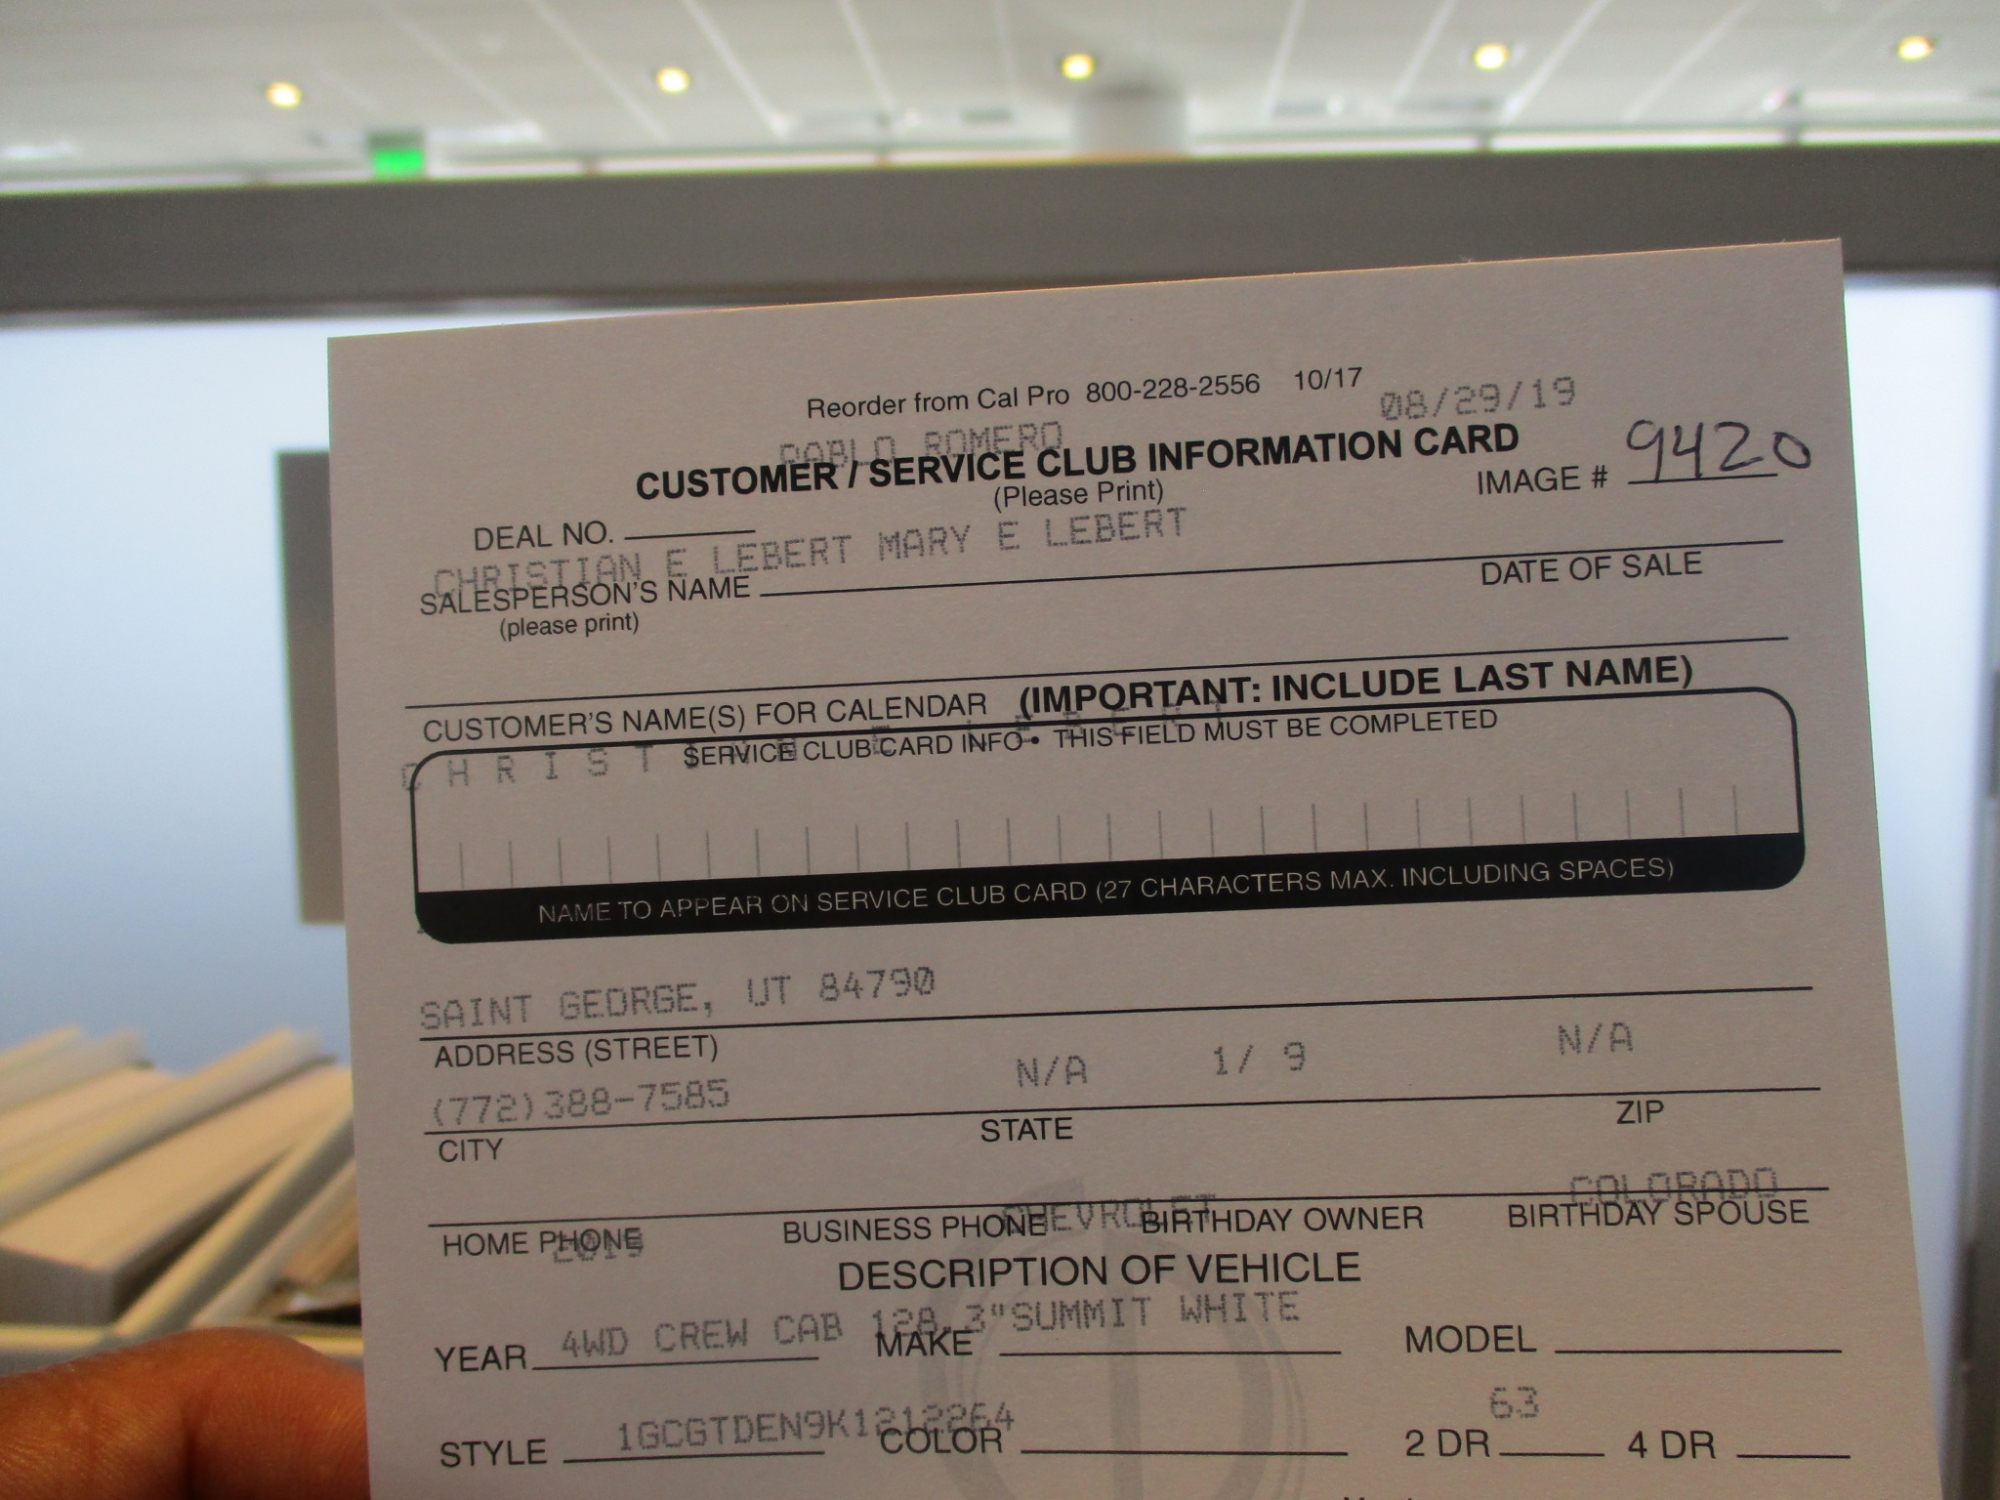 Reorder from Cal Pro 800-228-2556 10/17
08/29/19
PABLO ROMERO
CUSTOMER / SERVICE CLUB INFORMATION CARD
(Please Print)
IMAGE # 9420
DEAL NO.
CHRISTIAN E LEBERT MARY E LEBERT
SALESPERSON'S NAME
DATE OF SALE
(please print)
CUSTOMER'S NAME(S) FOR CALENDAR (IMPORTANT: INCLUDE LAST NAME)
SERVICE CLUB CARD INFO • THIS FIELD MUST BE COMPLETED
CHRISTIAN E LEBERT
NAME TO APPEAR ON SERVICE CLUB CARD (27 CHARACTERS MAX. INCLUDING SPACES)
SAINT GEORGE, UT 84790
ADDRESS (STREET)
(772)388-7585 N/A 1/ 9 N/A
CITY STATE ZIP
CHEVROLET COLORADO
HOME PHONE BUSINESS PHONE BIRTHDAY OWNER BIRTHDAY SPOUSE
2019
DESCRIPTION OF VEHICLE
4WD CREW CAB 128.3"SUMMIT WHITE
YEAR MAKE MODEL
63
1GCGTDEN9K1212264
STYLE COLOR 2 DR 4 DR